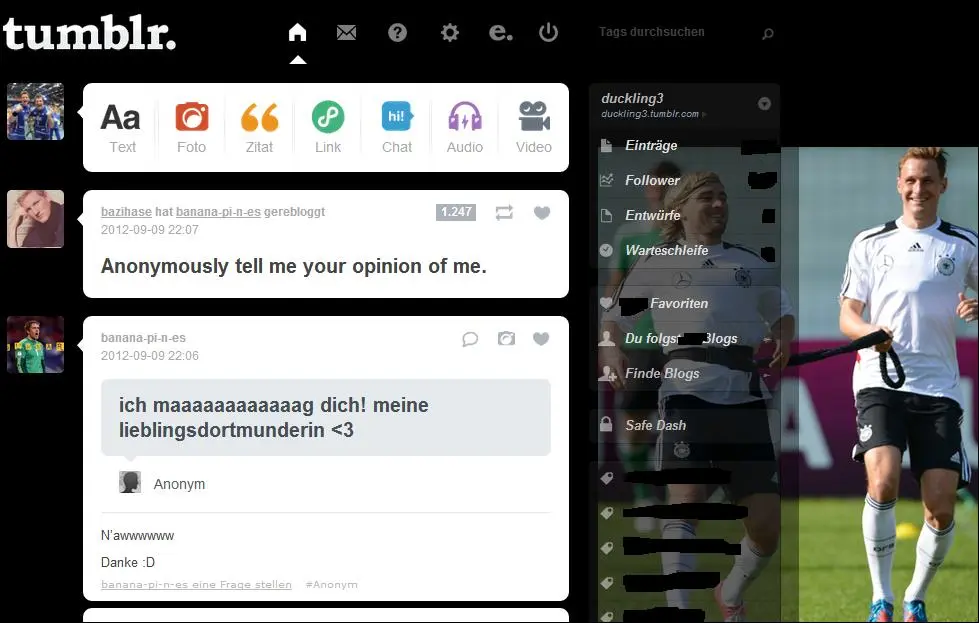 tumblr.
e.
Tags durchsuchen
Aa
hi!
Text
Foto
Zitat
Link
Chat
Audio
Video
bazihase hat banana-pi-n-es gerebloggt
1.247
2012-09-09 22:07
Anonymously tell me your opinion of me.
banana-pi-n-es
2012-09-09 22:06
ich maaaaaaaaaaaag dich! meine
lieblingsdortmunderin <3
Anonym
N'awwwwww
Danke :D
banana-pi-n-es eine Frage stellen #Anonym
duckling3
duckling3.tumblr.com
Einträge
Follower
Entwürfe
Warteschleife
Favoriten
Du folgst Blogs
Finde Blogs
Safe Dash